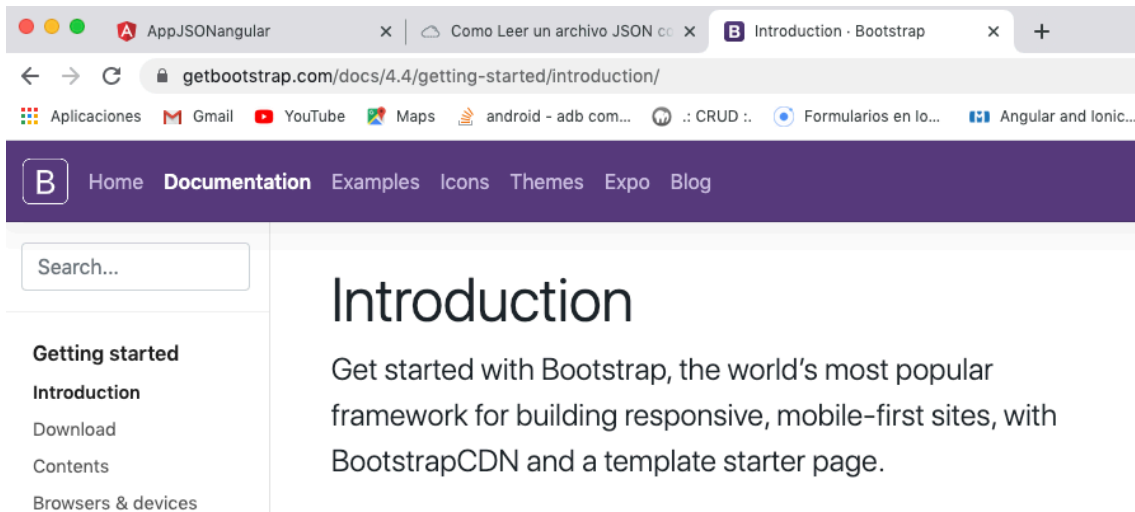 AppJSONangular
Como Leer un archivo JSON co
B Introduction · Bootstrap
getbootstrap.com/docs/4.4/getting-started/introduction/
Aplicaciones Gmail YouTube Maps android - adb com... .: CRUD :. Formularios en Io... Angular and Ionic...
B Home Documentation Examples Icons Themes Expo Blog
Search...
Introduction
Get started with Bootstrap, the world's most popular
framework for building responsive, mobile-first sites, with
BootstrapCDN and a template starter page.
Getting started
Introduction
Download
Contents
Browsers & devices